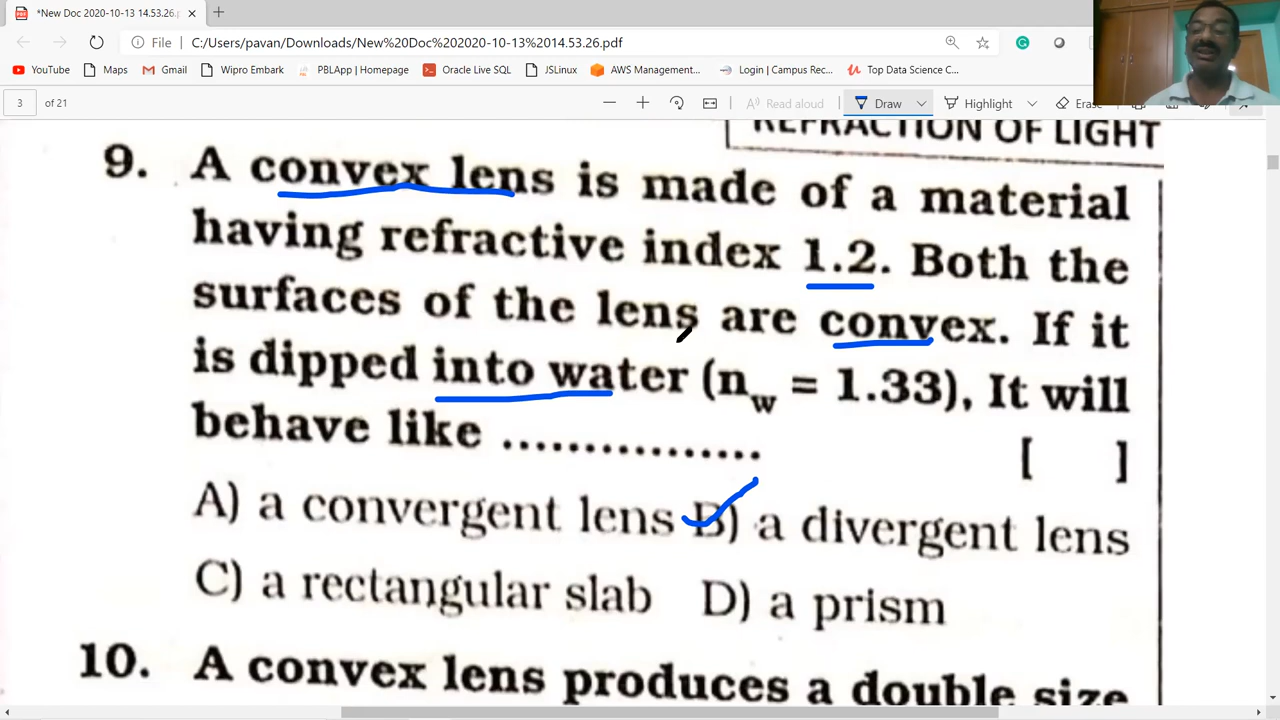 *New Doc 2020-10-13 14.53.26.p
File C:/Users/pavan/Downloads/New%20Doc%202020-10-13%2014.53.26.pdf
YouTube Maps Gmail Wipro Embark PBLApp | Homepage Oracle Live SQL JSLinux AWS Management... Login | Campus Rec... Top Data Science C...
3 of 21 Read aloud Draw Highlight Erase
REFRACTION OF LIGHT
9. A convex lens is made of a material
having refractive index 1.2. Both the
surfaces of the lens are convex. If it
is dipped into water (nw = 1.33), It will
behave like ................ [ ]
A) a convergent lens B) a divergent lens
C) a rectangular slab D) a prism
10. A convex lens produces a double size